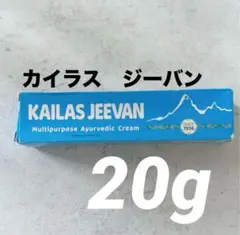 カイラス　ジーバン
KAILAS JEEVAN
Multipurpose Ayurvedic Cream
20g